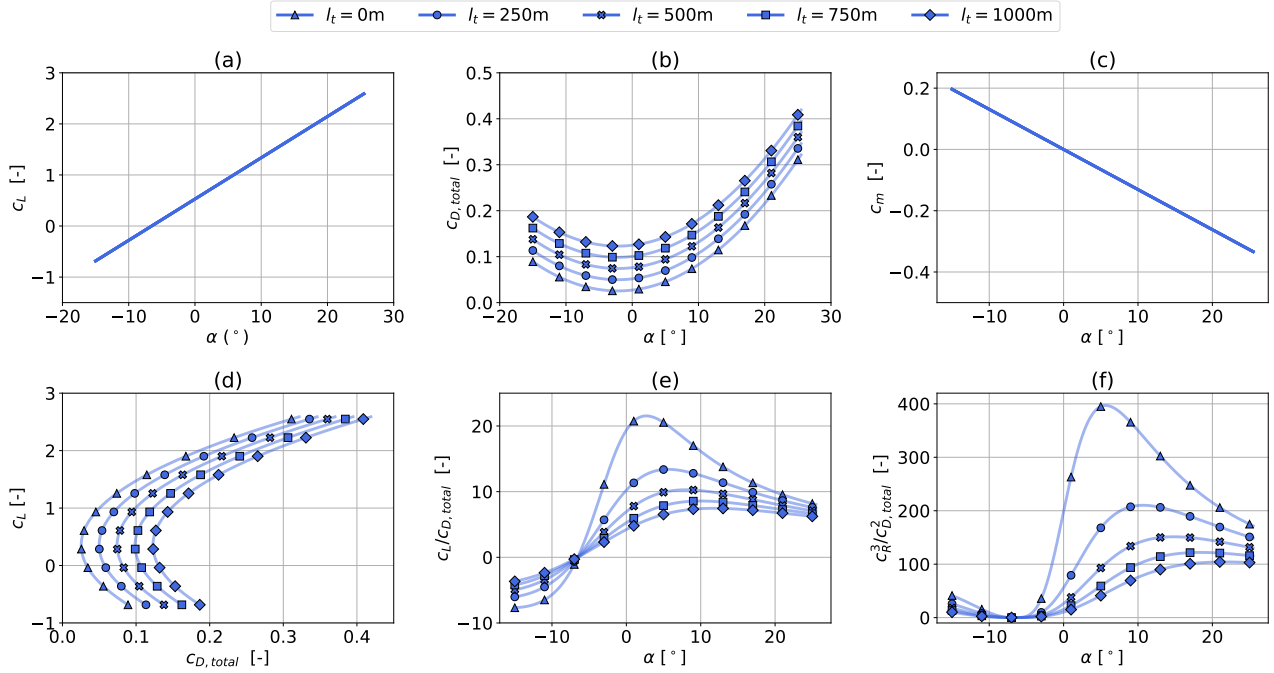 l_t = 0m l_t = 250m l_t = 500m l_t = 750m l_t = 1000m
(a)
3
2
1
0
−1
−20 −10 0 10 20 30
c_L [-]
α (°)
(b)
0.5
0.4
0.3
0.2
0.1
0.0
−20 −10 0 10 20 30
c_{D,total} [-]
α [°]
(c)
0.2
0.0
−0.2
−0.4
−10 0 10 20
c_m [-]
α [°]
(d)
3
2
1
0
−1
0.0 0.1 0.2 0.3 0.4
c_L [-]
c_{D,total} [-]
(e)
20
10
0
−10
−10 0 10 20
c_L/c_{D,total} [-]
α [°]
(f)
400
300
200
100
0
−10 0 10 20
c_R^3/c_{D,total}^2 [-]
α [°]